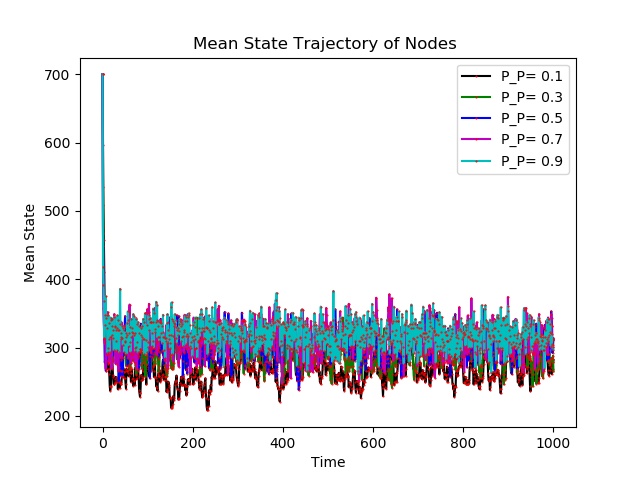 Mean State Trajectory of Nodes
700
600
500
400
300
200
Mean State
0
200
400
600
800
1000
Time
P_P= 0.1
P_P= 0.3
P_P= 0.5
P_P= 0.7
P_P= 0.9